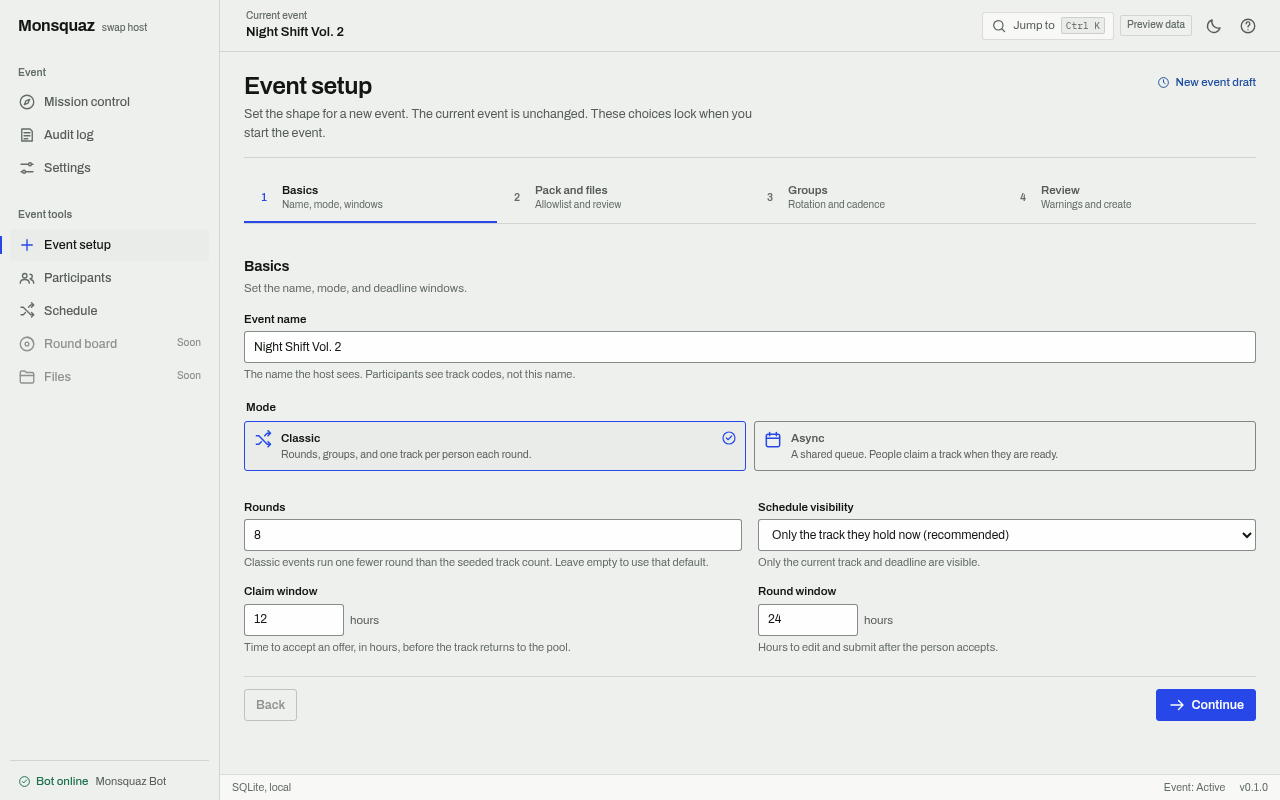 Monsquaz swap host
Event
Mission control
Audit log
Settings
Event tools
Event setup
Participants
Schedule
Round board Soon
Files Soon
Bot online Monsquaz Bot
Current event
Night Shift Vol. 2
Jump to Ctrl K
Preview data
Event setup
New event draft
Set the shape for a new event. The current event is unchanged. These choices lock when you
start the event.
1 Basics
Name, mode, windows
2 Pack and files
Allowlist and review
3 Groups
Rotation and cadence
4 Review
Warnings and create
Basics
Set the name, mode, and deadline windows.
Event name
Night Shift Vol. 2
The name the host sees. Participants see track codes, not this name.
Mode
Classic
Rounds, groups, and one track per person each round.
Async
A shared queue. People claim a track when they are ready.
Rounds
8
Classic events run one fewer round than the seeded track count. Leave empty to use that default.
Schedule visibility
Only the track they hold now (recommended)
Only the current track and deadline are visible.
Claim window
12 hours
Time to accept an offer, in hours, before the track returns to the pool.
Round window
24 hours
Hours to edit and submit after the person accepts.
Back
Continue
SQLite, local
Event: Active v0.1.0